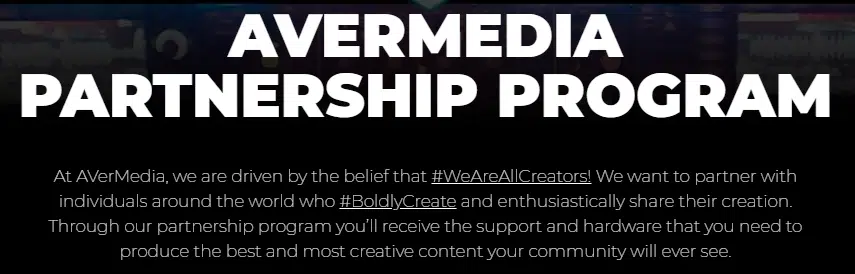 AVERMEDIA
PARTNERSHIP PROGRAM
At AVerMedia, we are driven by the belief that #WeAreAllCreators! We want to partner with
individuals around the world who #BoldlyCreate and enthusiastically share their creation.
Through our partnership program you'll receive the support and hardware that you need to
produce the best and most creative content your community will ever see.